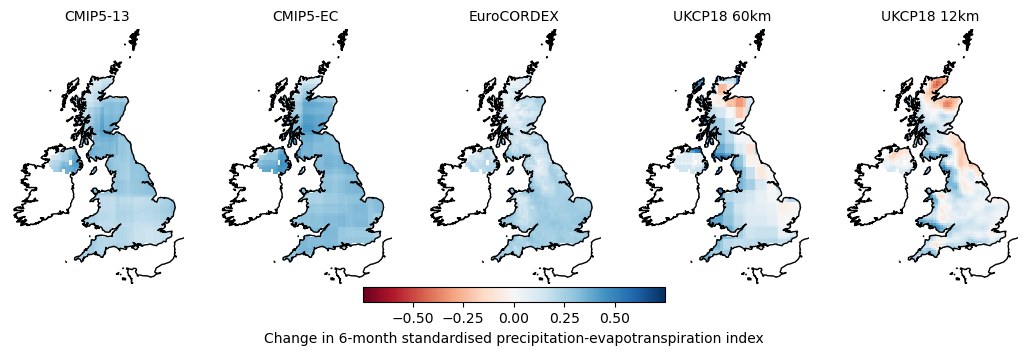 CMIP5-13 CMIP5-EC EuroCORDEX UKCP18 60km UKCP18 12km
−0.50 −0.25 0.00 0.25 0.50
Change in 6-month standardised precipitation-evapotranspiration index